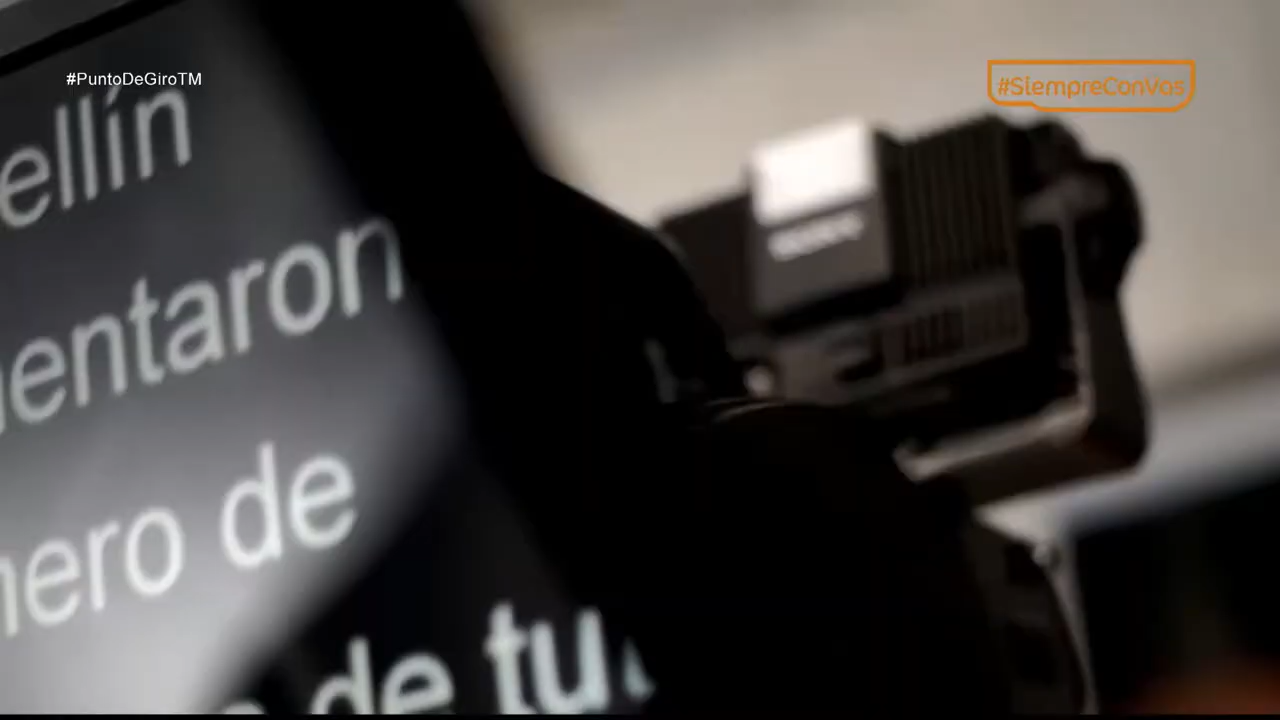 #PuntoDeGiroTM
#SiempreConVos
ellín
entaron
nero de
de tu